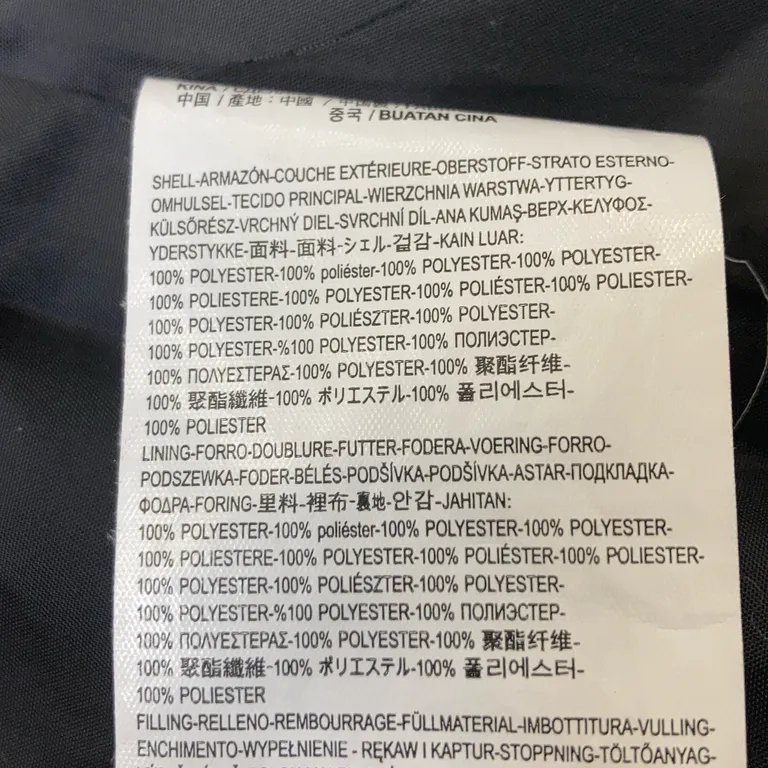 中国 / 產地：中國 / 中国
중국 / BUATAN CINA
SHELL-ARMAZÓN-COUCHE EXTÉRIEURE-OBERSTOFF-STRATO ESTERNO-
OMHULSEL-TECIDO PRINCIPAL-WIERZCHNIA WARSTWA-YTTERTYG-
KÜLSŐRÉSZ-VRCHNÝ DIEL-SVRCHNÍ DÍL-ANA KUMAŞ-ВЕРХ-ΚΕΛΥΦΟΣ-
YDERSTYKKE-面料-面料-シェル-겉감-KAIN LUAR:
100% POLYESTER-100% poliéster-100% POLYESTER-100% POLYESTER-
100% POLIESTERE-100% POLYESTER-100% POLIÉSTER-100% POLIESTER-
100% POLYESTER-100% POLIÉSZTER-100% POLYESTER-
100% POLYESTER-%100 POLYESTER-100% ПОЛИЭСТЕР-
100% ΠΟΛΥΕΣΤΕΡΑΣ-100% POLYESTER-100% 聚酯纤维-
100% 聚酯纖維-100% ポリエステル-100% 폴리에스터-
100% POLIESTER
LINING-FORRO-DOUBLURE-FUTTER-FODERA-VOERING-FORRO-
PODSZEWKA-FODER-BÉLÉS-PODŠÍVKA-PODŠÍVKA-ASTAR-ПОДКЛАДКА-
ΦΟΔΡΑ-FORING-里料-裡布-裏地-안감-JAHITAN:
100% POLYESTER-100% poliéster-100% POLYESTER-100% POLYESTER-
100% POLIESTERE-100% POLYESTER-100% POLIÉSTER-100% POLIESTER-
100% POLYESTER-100% POLIÉSZTER-100% POLYESTER-
100% POLYESTER-%100 POLYESTER-100% ПОЛИЭСТЕР-
100% ΠΟΛΥΕΣΤΕΡΑΣ-100% POLYESTER-100% 聚酯纤维-
100% 聚酯纖維-100% ポリエステル-100% 폴리에스터-
100% POLIESTER
FILLING-RELLENO-REMBOURRAGE-FÜLLMATERIAL-IMBOTTITURA-VULLING-
ENCHIMENTO-WYPEŁNIENIE - RĘKAW I KAPTUR-STOPPNING-TÖLTŐANYAG-